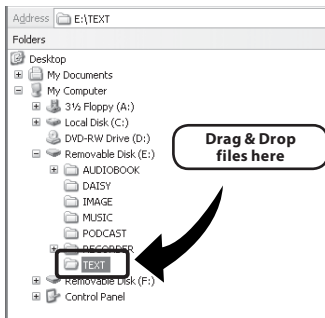 Address E:\TEXT
Folders
Desktop
My Documents
My Computer
3½ Floppy (A:)
Local Disk (C:)
DVD-RW Drive (D:)
Removable Disk (E:)
AUDIOBOOK
DAISY
IMAGE
MUSIC
PODCAST
RECORDER
TEXT
Removable Disk (F:)
Control Panel
Drag & Drop
files here